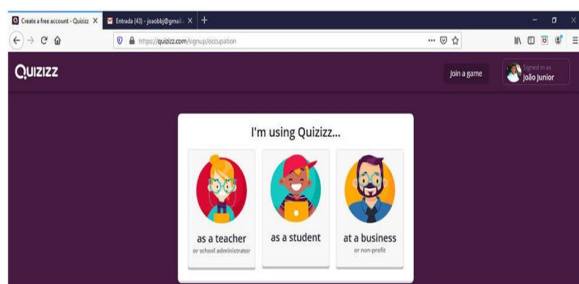 Create a free account - Quizizz
Entrada (43) - joaobbj@gmail.
https://quizizz.com/signup/occupation
Quizizz
Join a game
Signed in as
João Junior
I'm using Quizizz...
as a teacher
or school administrator
as a student
at a business
or non-profit